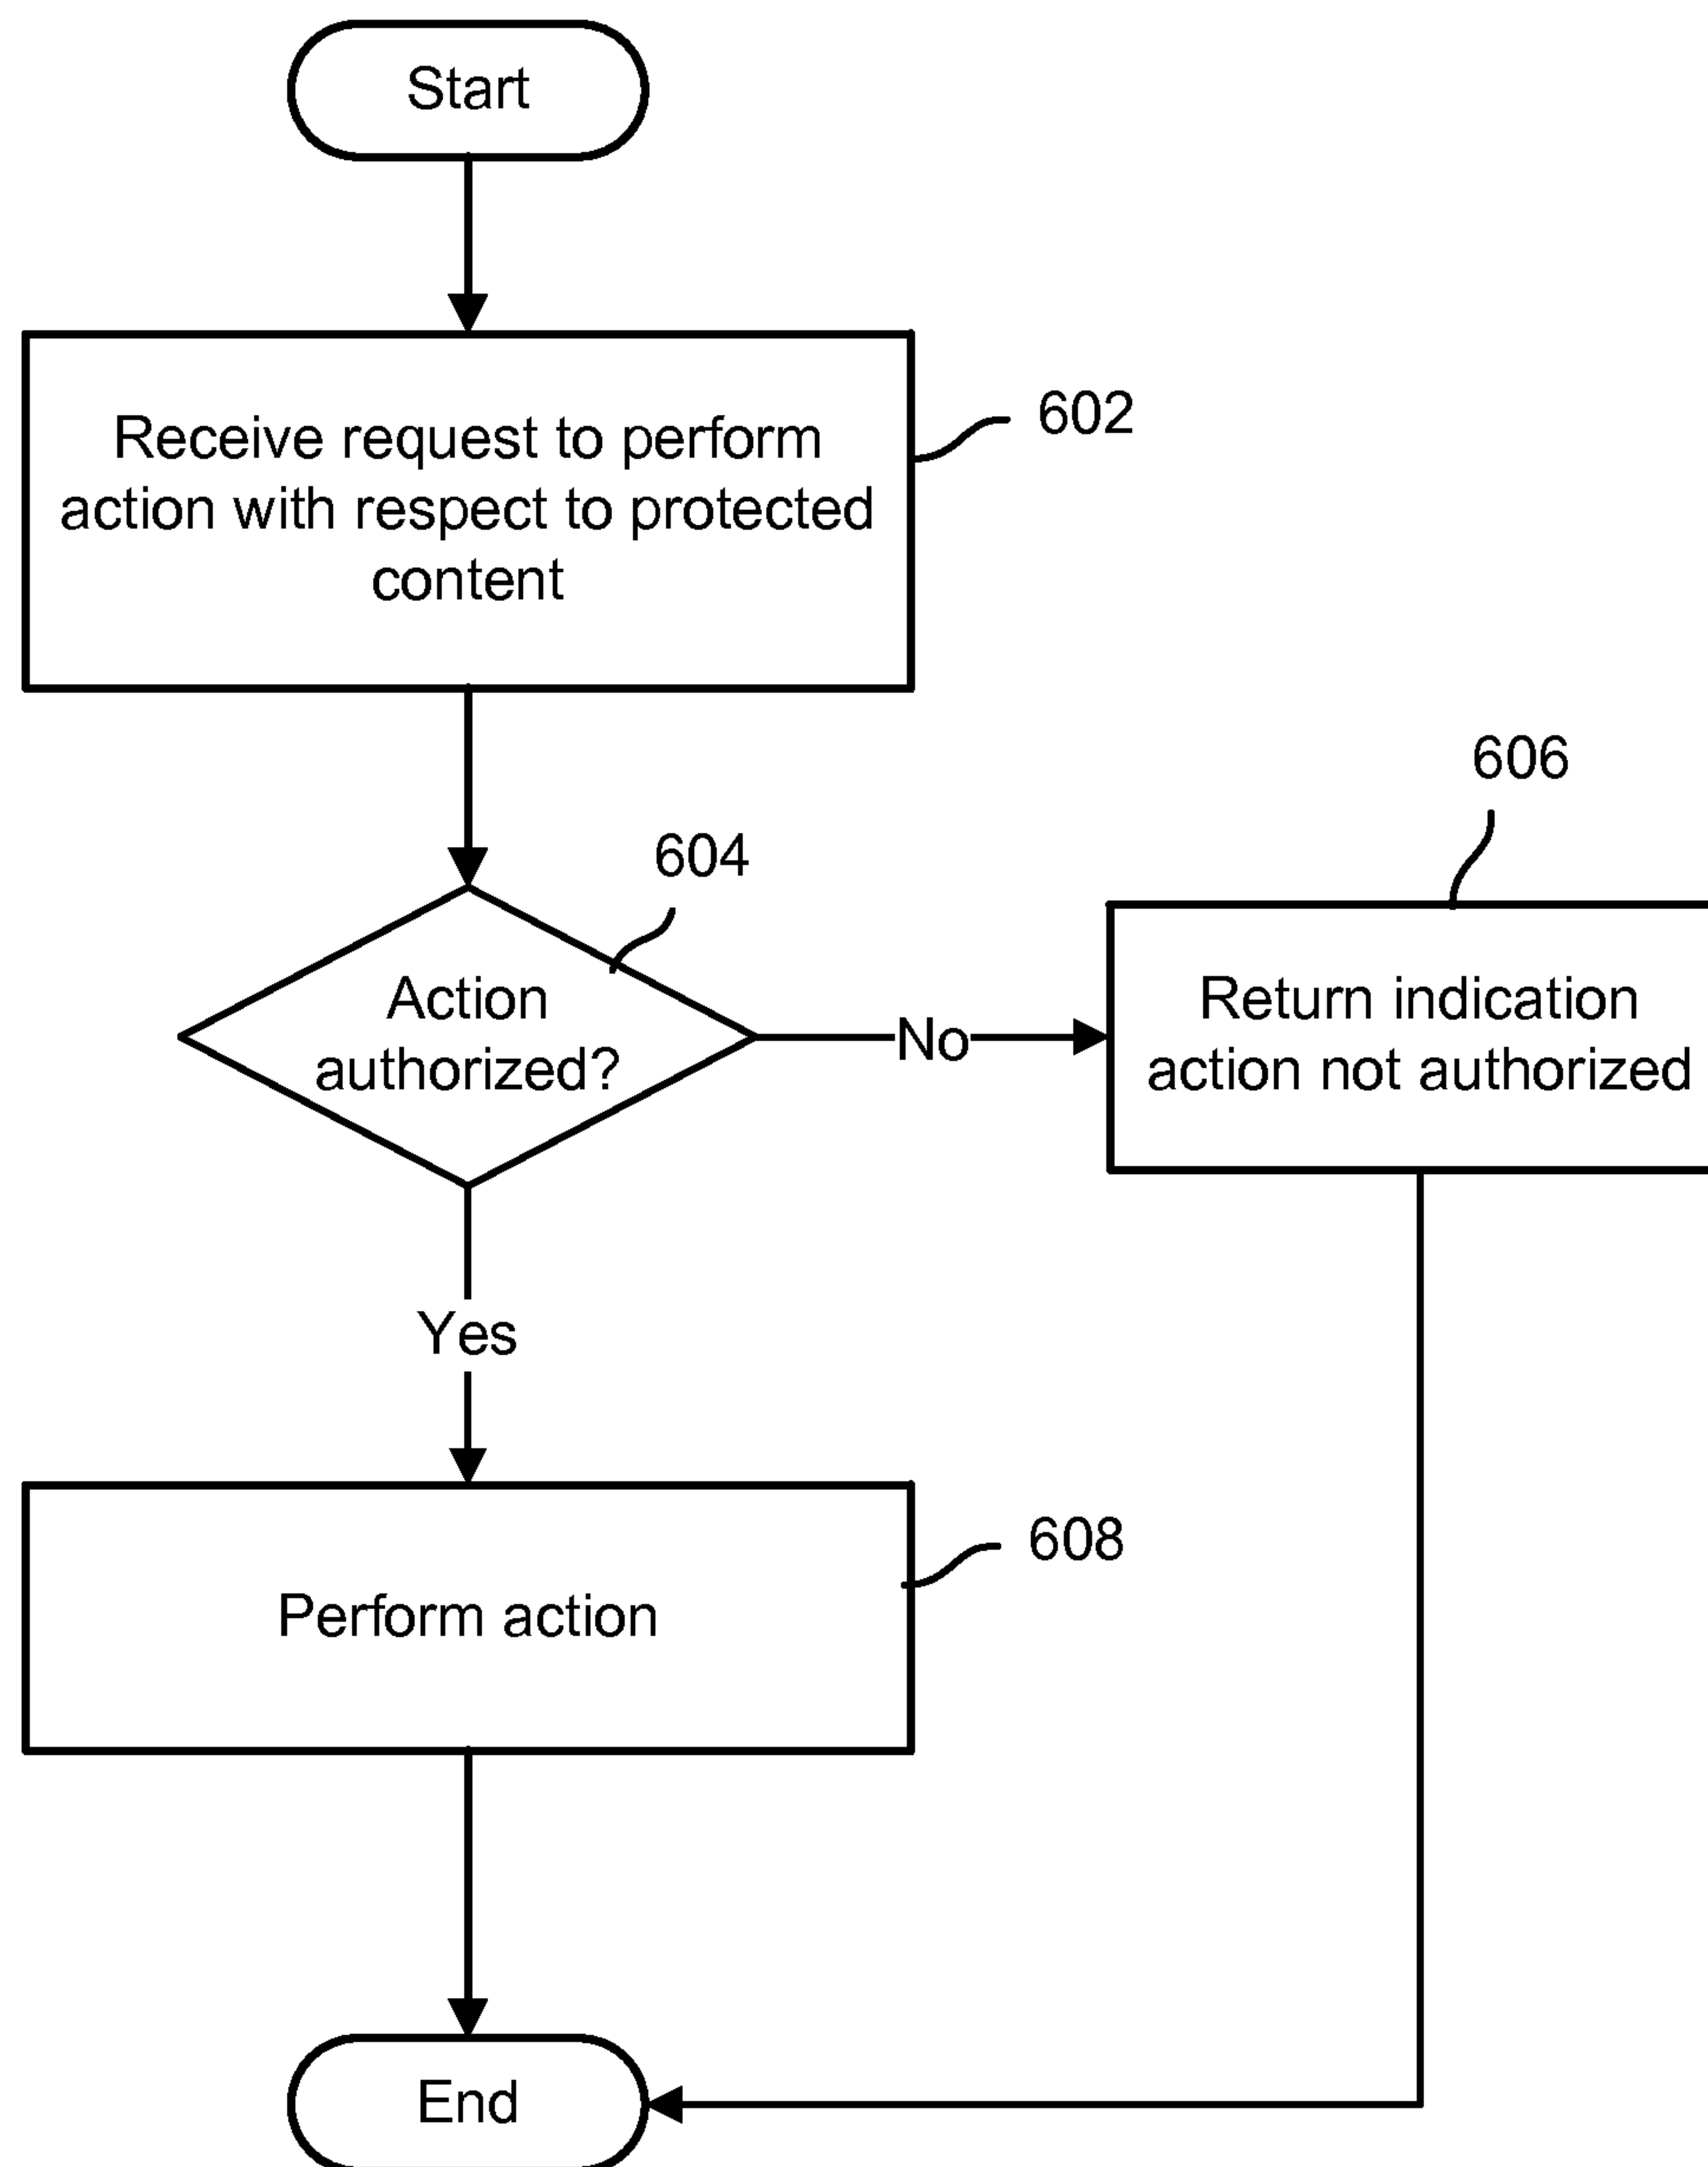 Start
Receive request to perform
action with respect to protected
content
602
604
Action
authorized?
No
606
Return indication
action not authorized
Yes
Perform action
608
End